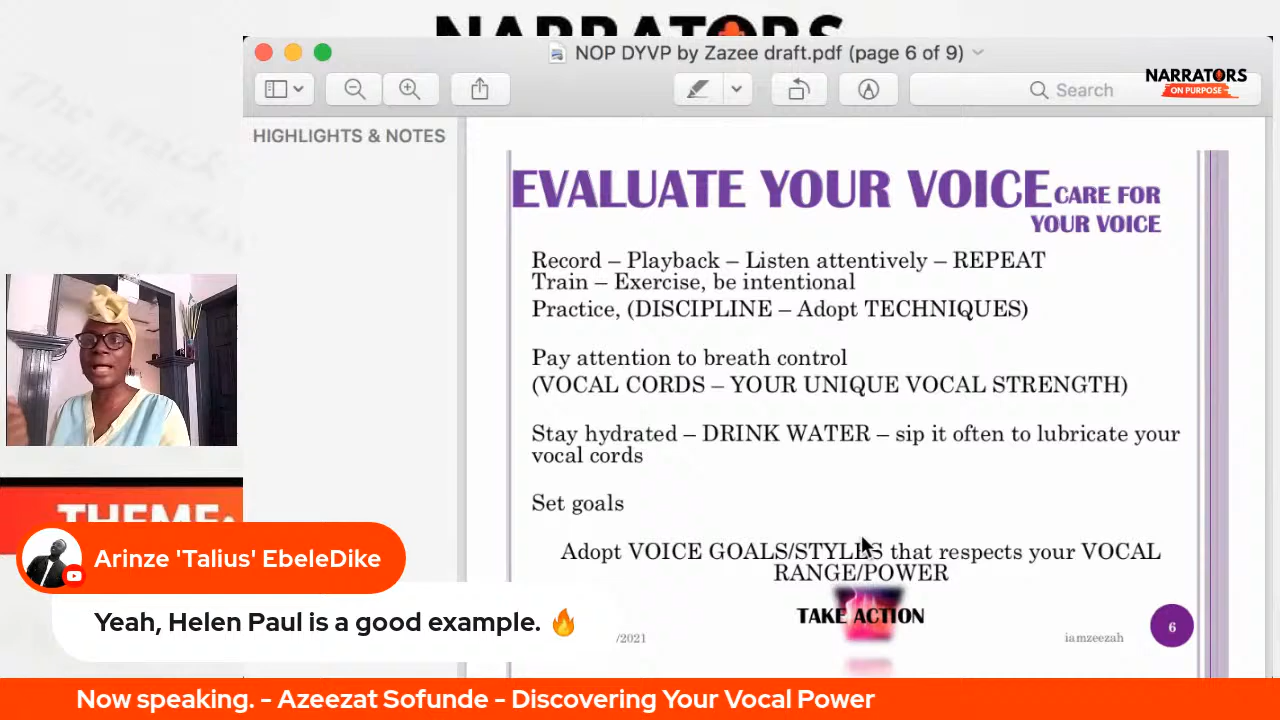 NARRATORS
NOP DYVP by Zazee draft.pdf (page 6 of 9)
Search
NARRATORS
ON PURPOSE
HIGHLIGHTS & NOTES
EVALUATE YOUR VOICE CARE FOR
YOUR VOICE
Record – Playback – Listen attentively – REPEAT
Train – Exercise, be intentional
Practice, (DISCIPLINE – Adopt TECHNIQUES)
Pay attention to breath control
(VOCAL CORDS – YOUR UNIQUE VOCAL STRENGTH)
Stay hydrated – DRINK WATER – sip it often to lubricate your
vocal cords
Set goals
Adopt VOICE GOALS/STYLES that respects your VOCAL
RANGE/POWER
TAKE ACTION
/2021
iamzeezah
6
THEME:
Arinze 'Talius' EbeleDike
Yeah, Helen Paul is a good example. 🔥
Now speaking. - Azeezat Sofunde - Discovering Your Vocal Power